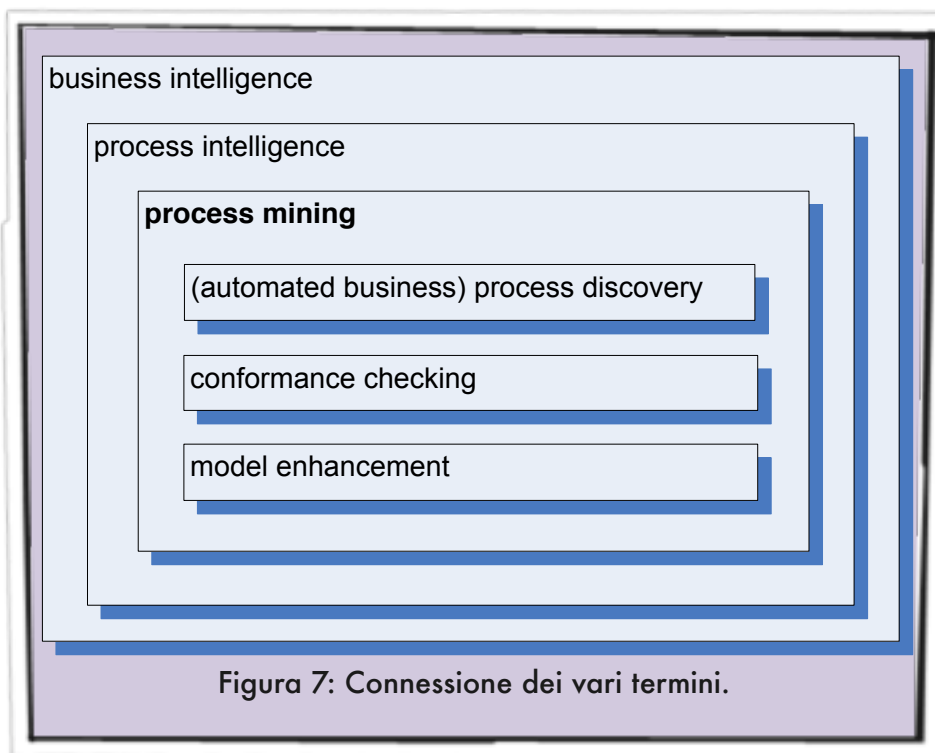 business intelligence
process intelligence
process mining
(automated business) process discovery
conformance checking
model enhancement
Figura 7: Connessione dei vari termini.